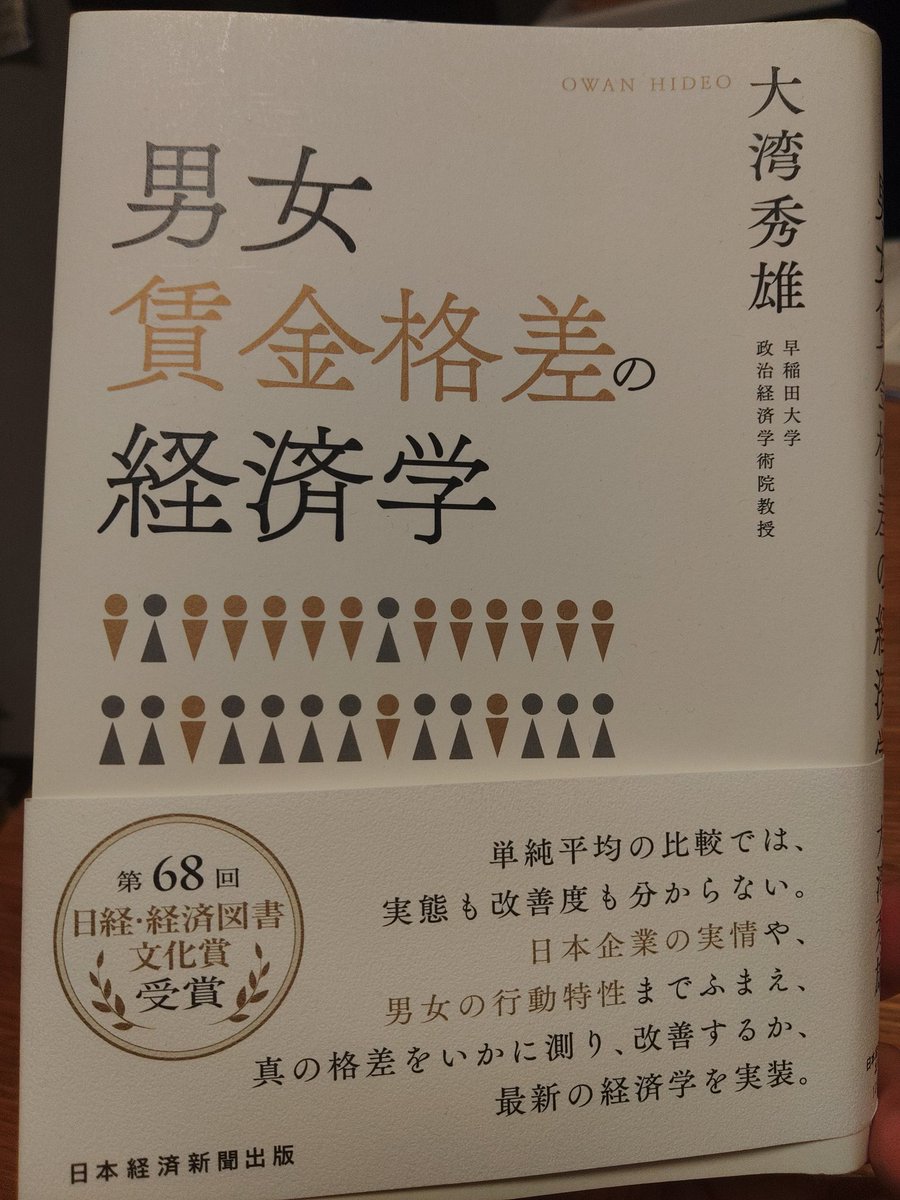 OWAN HIDEO
大湾秀雄
早稲田大学
政治経済学術院教授
男女
賃金格差の
経済学
第68回
日経・経済図書
文化賞
受賞
単純平均の比較では、
実態も改善度も分からない。
日本企業の実情や、
男女の行動特性までふまえ、
真の格差をいかに測り、改善するか、
最新の経済学を実装。
日本経済新聞出版